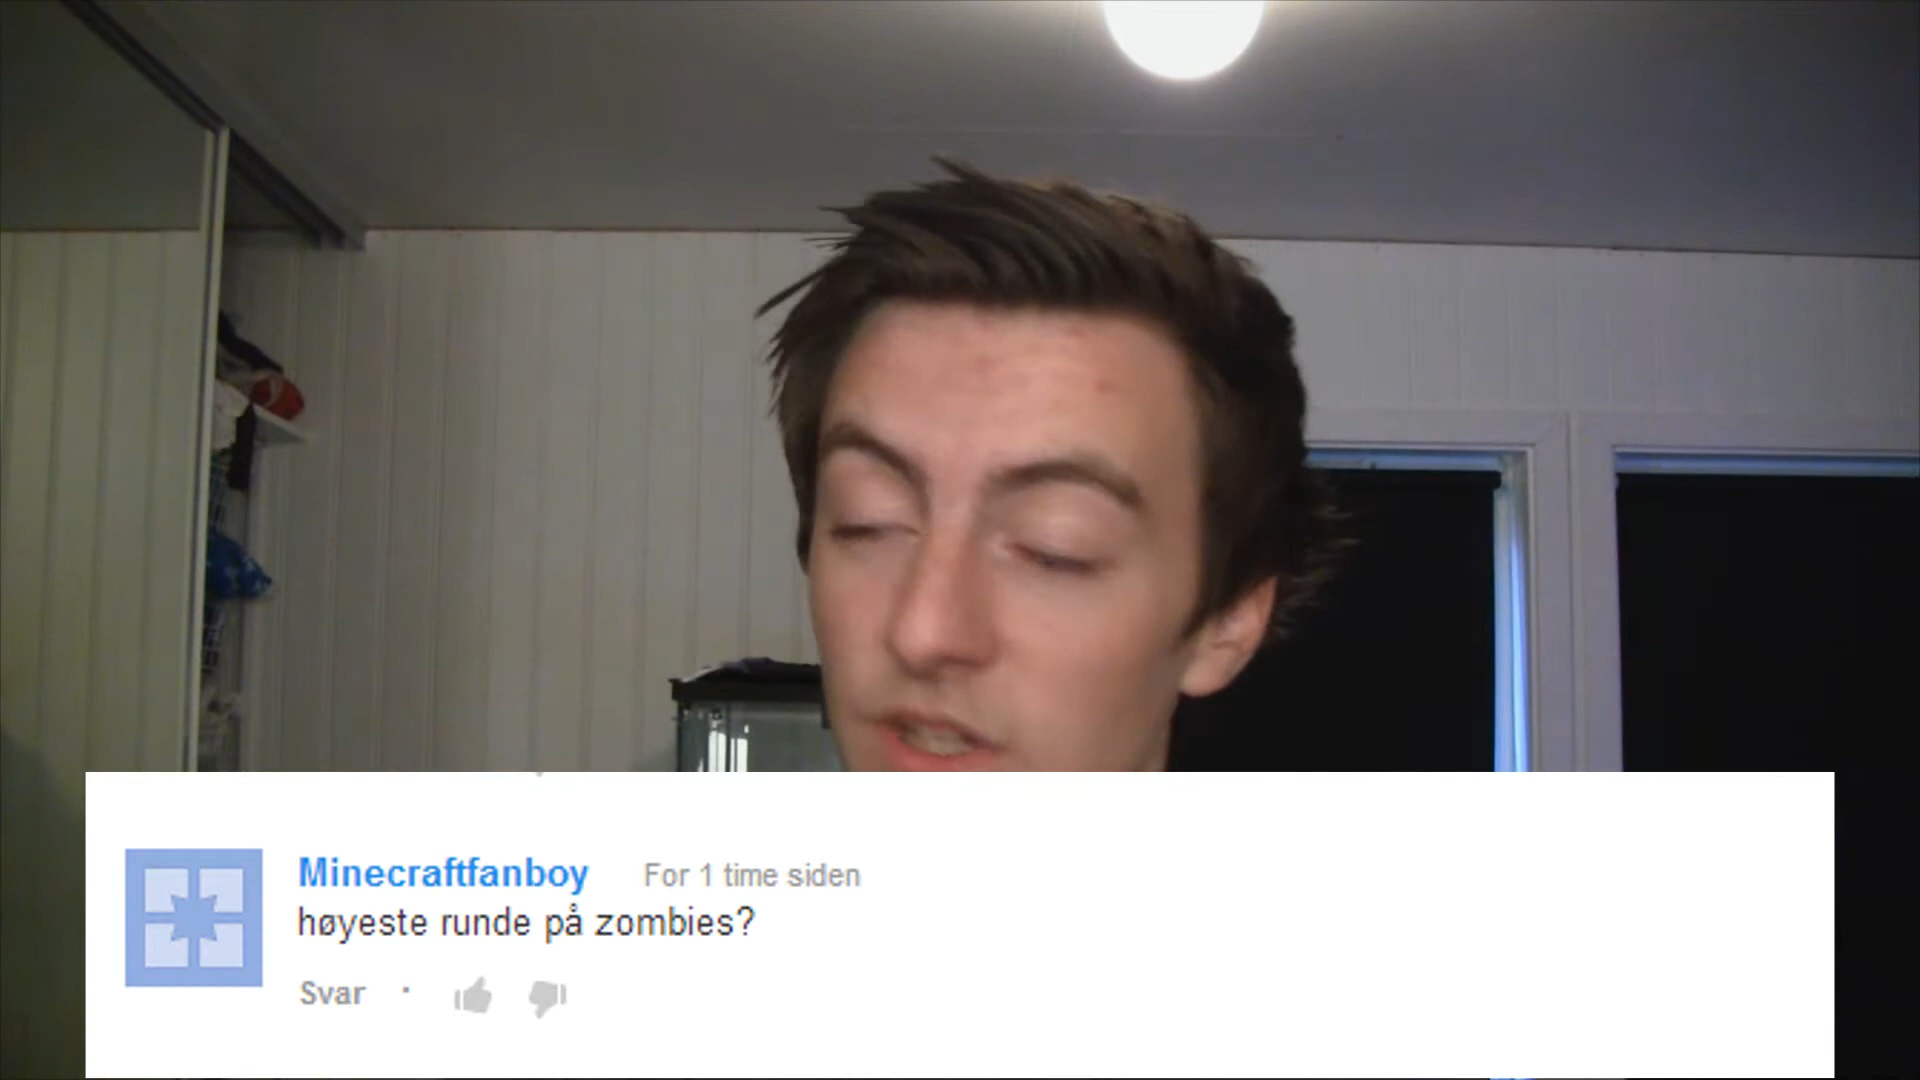 Minecraftfanboy For 1 time siden
høyeste runde på zombies?
Svar ·